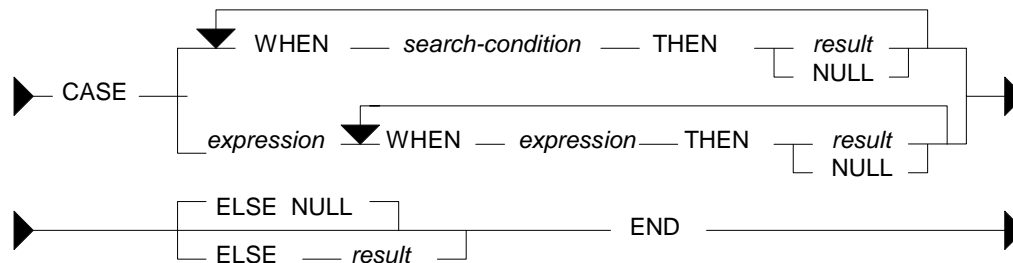 WHEN search-condition THEN result
NULL
CASE
expression WHEN expression THEN result
NULL
ELSE NULL
END
ELSE result